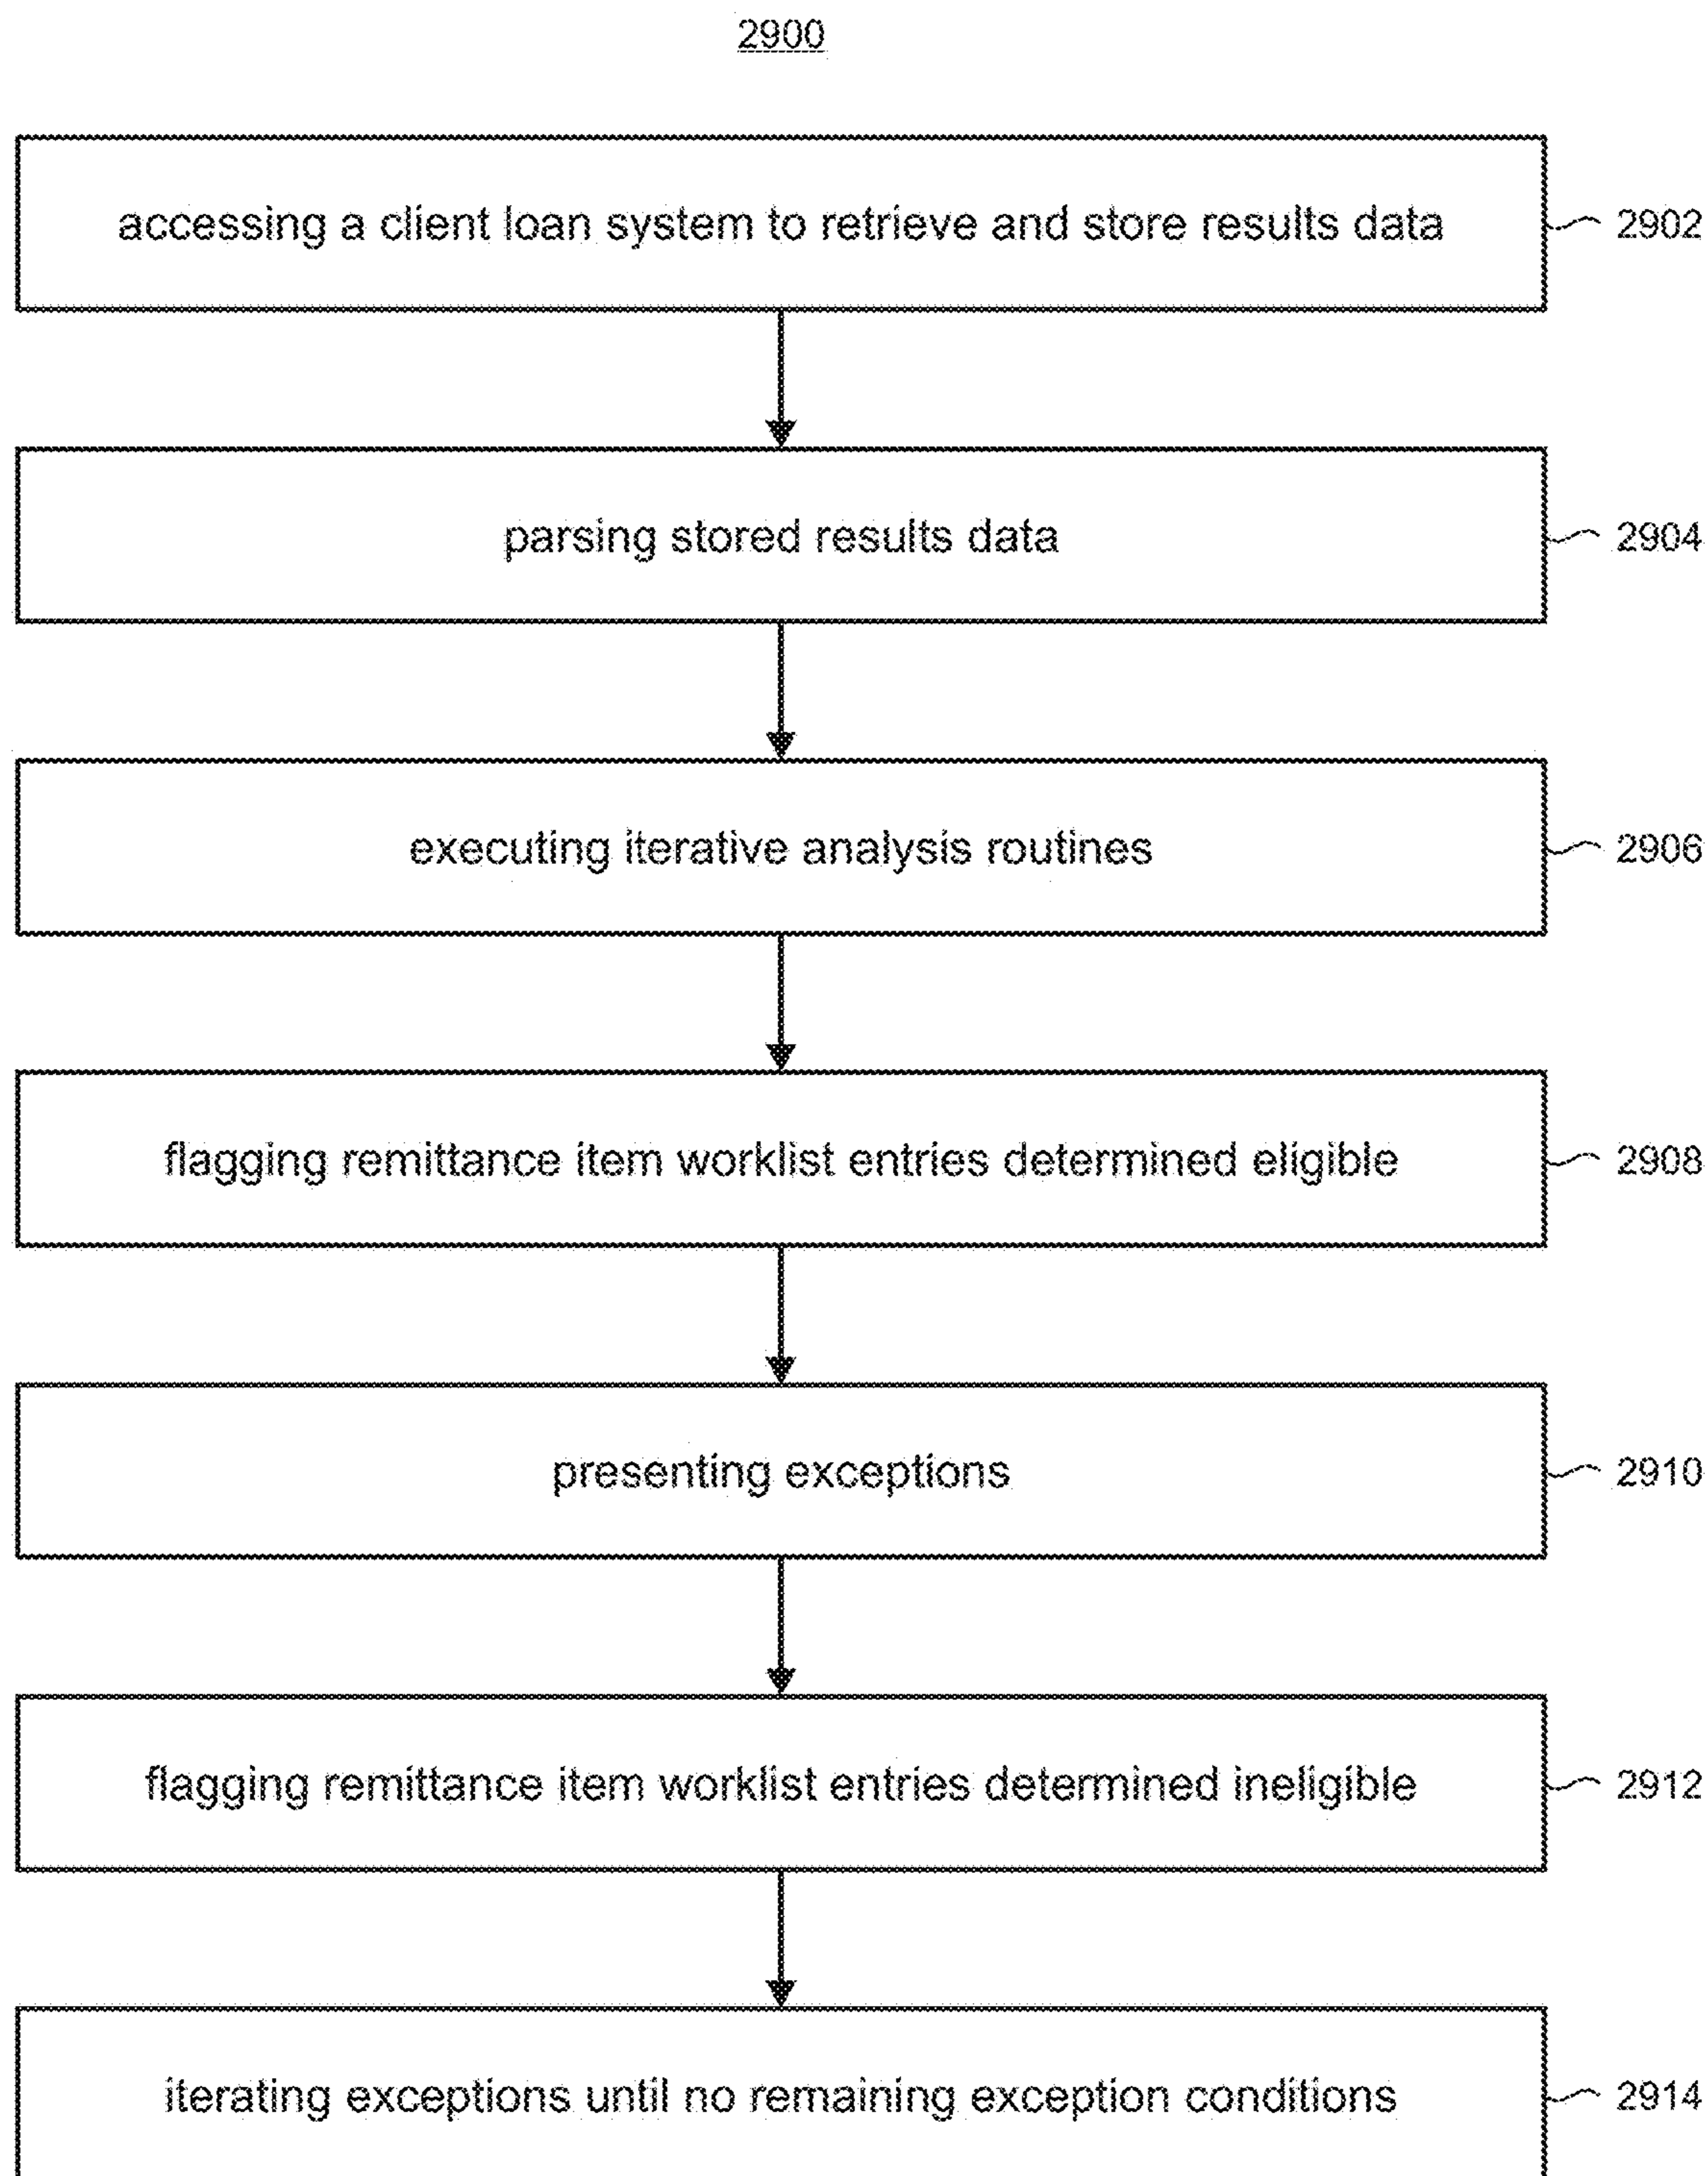 2900
accessing a client loan system to retrieve and store results data
2902
parsing stored results data
2904
executing iterative analysis routines
2906
flagging remittance item worklist entries determined eligible
2908
presenting exceptions
2910
flagging remittance item worklist entries determined ineligible
2912
iterating exceptions until no remaining exception conditions
2914